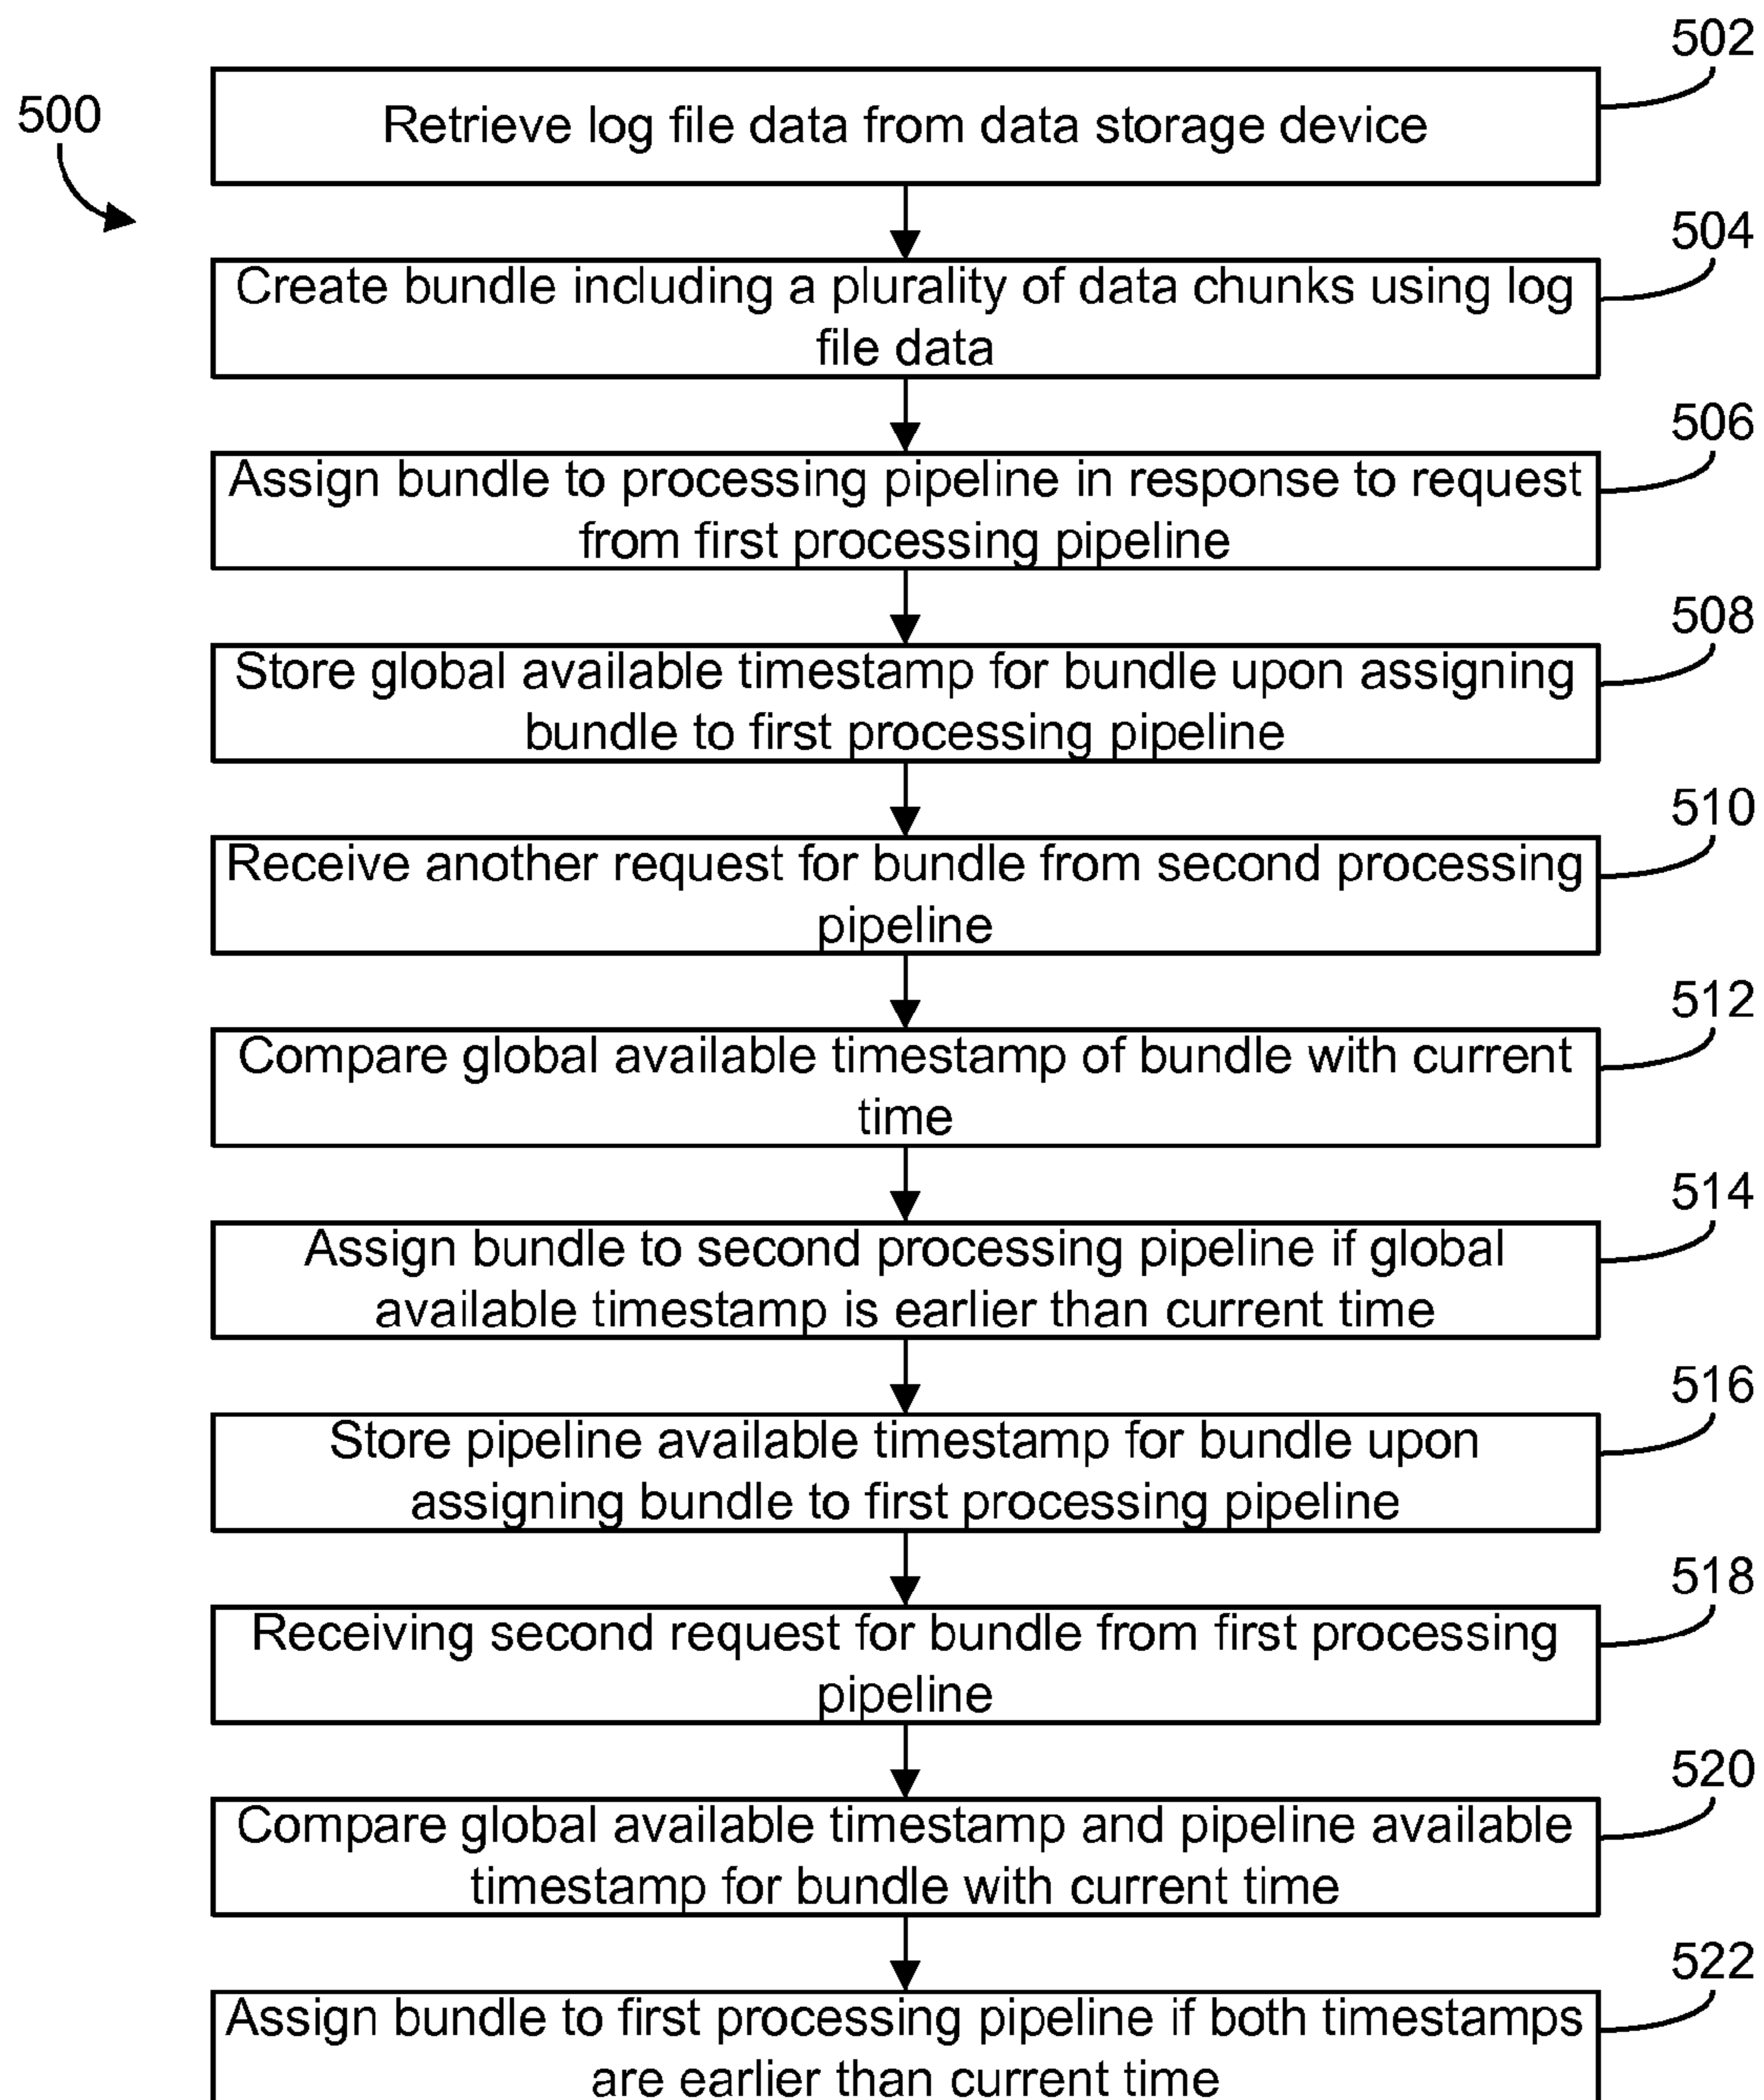 502
500
Retrieve log file data from data storage device
504
Create bundle including a plurality of data chunks using log
file data
506
Assign bundle to processing pipeline in response to request
from first processing pipeline
508
Store global available timestamp for bundle upon assigning
bundle to first processing pipeline
510
Receive another request for bundle from second processing
pipeline
512
Compare global available timestamp of bundle with current
time
514
Assign bundle to second processing pipeline if global
available timestamp is earlier than current time
516
Store pipeline available timestamp for bundle upon
assigning bundle to first processing pipeline
518
Receiving second request for bundle from first processing
pipeline
520
Compare global available timestamp and pipeline available
timestamp for bundle with current time
522
Assign bundle to first processing pipeline if both timestamps
are earlier than current time